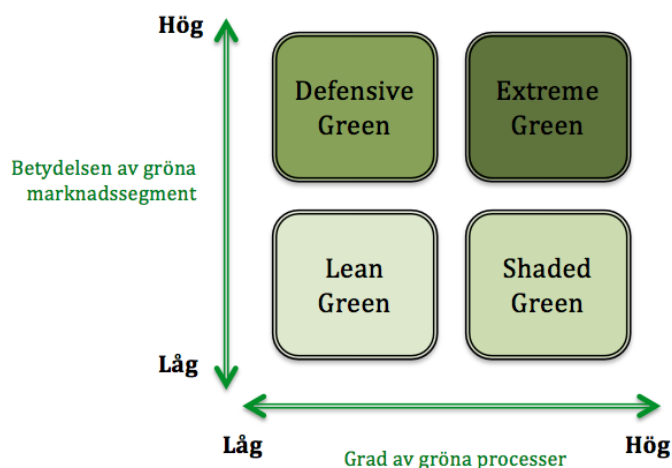 Hög
Defensive
Green
Extreme
Green
Betydelsen av gröna
marknadssegment
Lean
Green
Shaded
Green
Låg
Låg
Hög
Grad av gröna processer